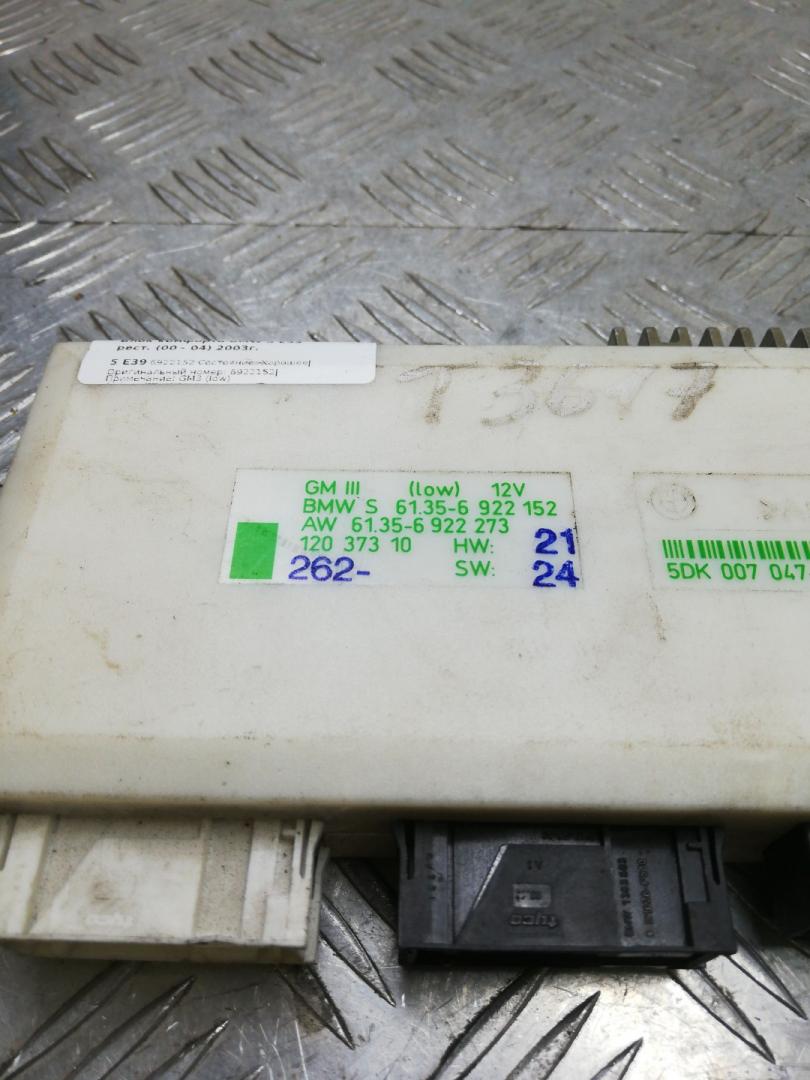 рест. (00 - 04) 2003г.
5 E39 6922152 Состояние=Хорошее|
Оригинальный номер: 6922152|
Примечание: GM3 (low)
GM III (low) 12V
BMW S 61.35-6 922 152
AW 61.35-6 922 273
120 373 10 HW: 21
262- SW: 24
5DK 007 047-
tyco